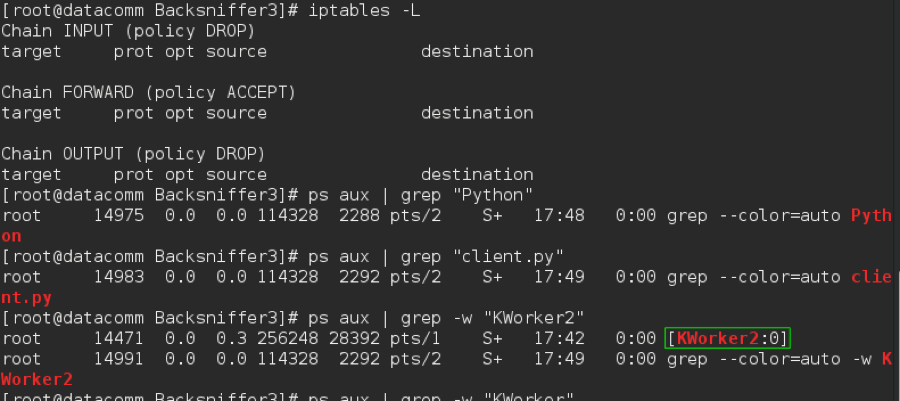 [root@datacomm Backsniffer3]# iptables -L
Chain INPUT (policy DROP)
target     prot opt source               destination

Chain FORWARD (policy ACCEPT)
target     prot opt source               destination

Chain OUTPUT (policy DROP)
target     prot opt source               destination
[root@datacomm Backsniffer3]# ps aux | grep "Python"
root     14975  0.0  0.0 114328  2288 pts/2    S+   17:48   0:00 grep --color=auto Pyth
on
[root@datacomm Backsniffer3]# ps aux | grep "client.py"
root     14983  0.0  0.0 114328  2292 pts/2    S+   17:49   0:00 grep --color=auto clie
nt.py
[root@datacomm Backsniffer3]# ps aux | grep -w "KWorker2"
root     14471  0.0  0.3 256248 28392 pts/1    S+   17:42   0:00 [KWorker2:0]
root     14991  0.0  0.0 114328  2292 pts/2    S+   17:49   0:00 grep --color=auto -w K
Worker2
[root@datacomm Backsniffer3]# ps aux | grep -w "KWorker"